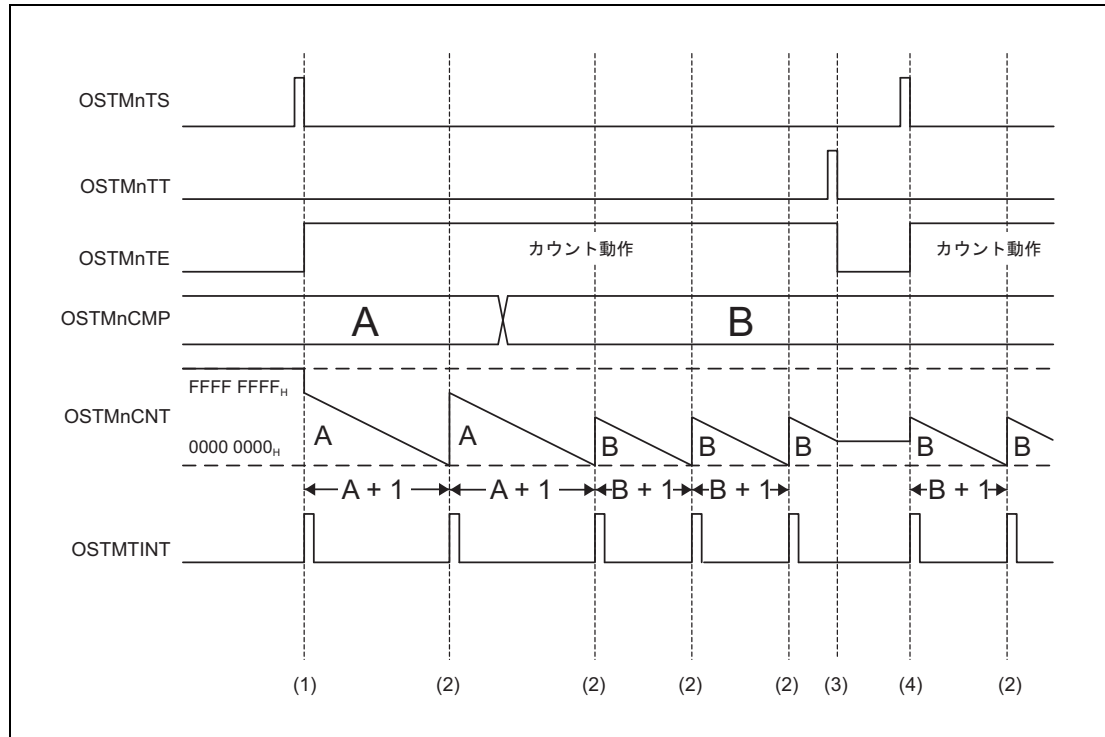 OSTMnTS
OSTMnTT
OSTMnTE
カウント動作 カウント動作
OSTMnCMP
A B
FFFF FFFFH
OSTMnCNT
0000 0000H
A A B B B B B
A + 1 A + 1 B + 1 B + 1 B + 1
OSTMTINT
(1) (2) (2) (2) (2) (3) (4) (2)